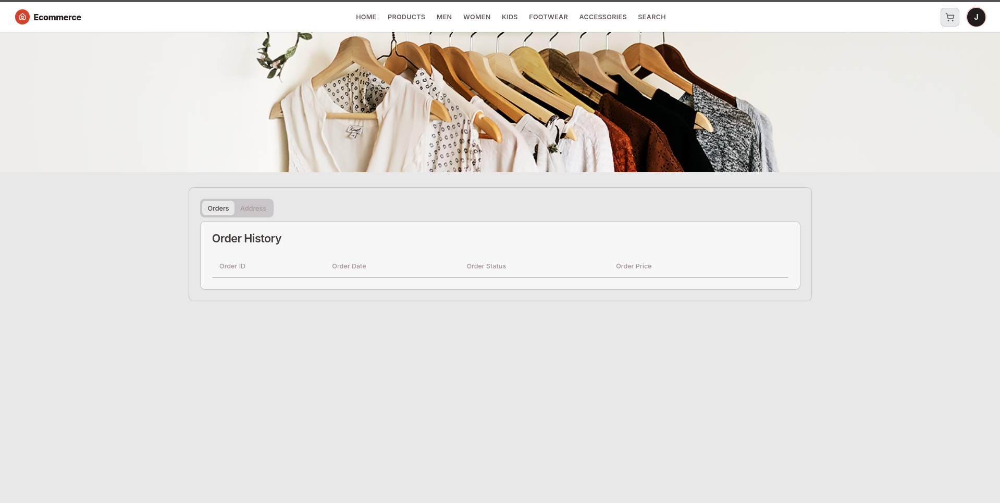 Ecommerce
HOME PRODUCTS MEN WOMEN KIDS FOOTWEAR ACCESSORIES SEARCH
J
Orders Address
Order History
Order ID Order Date Order Status Order Price